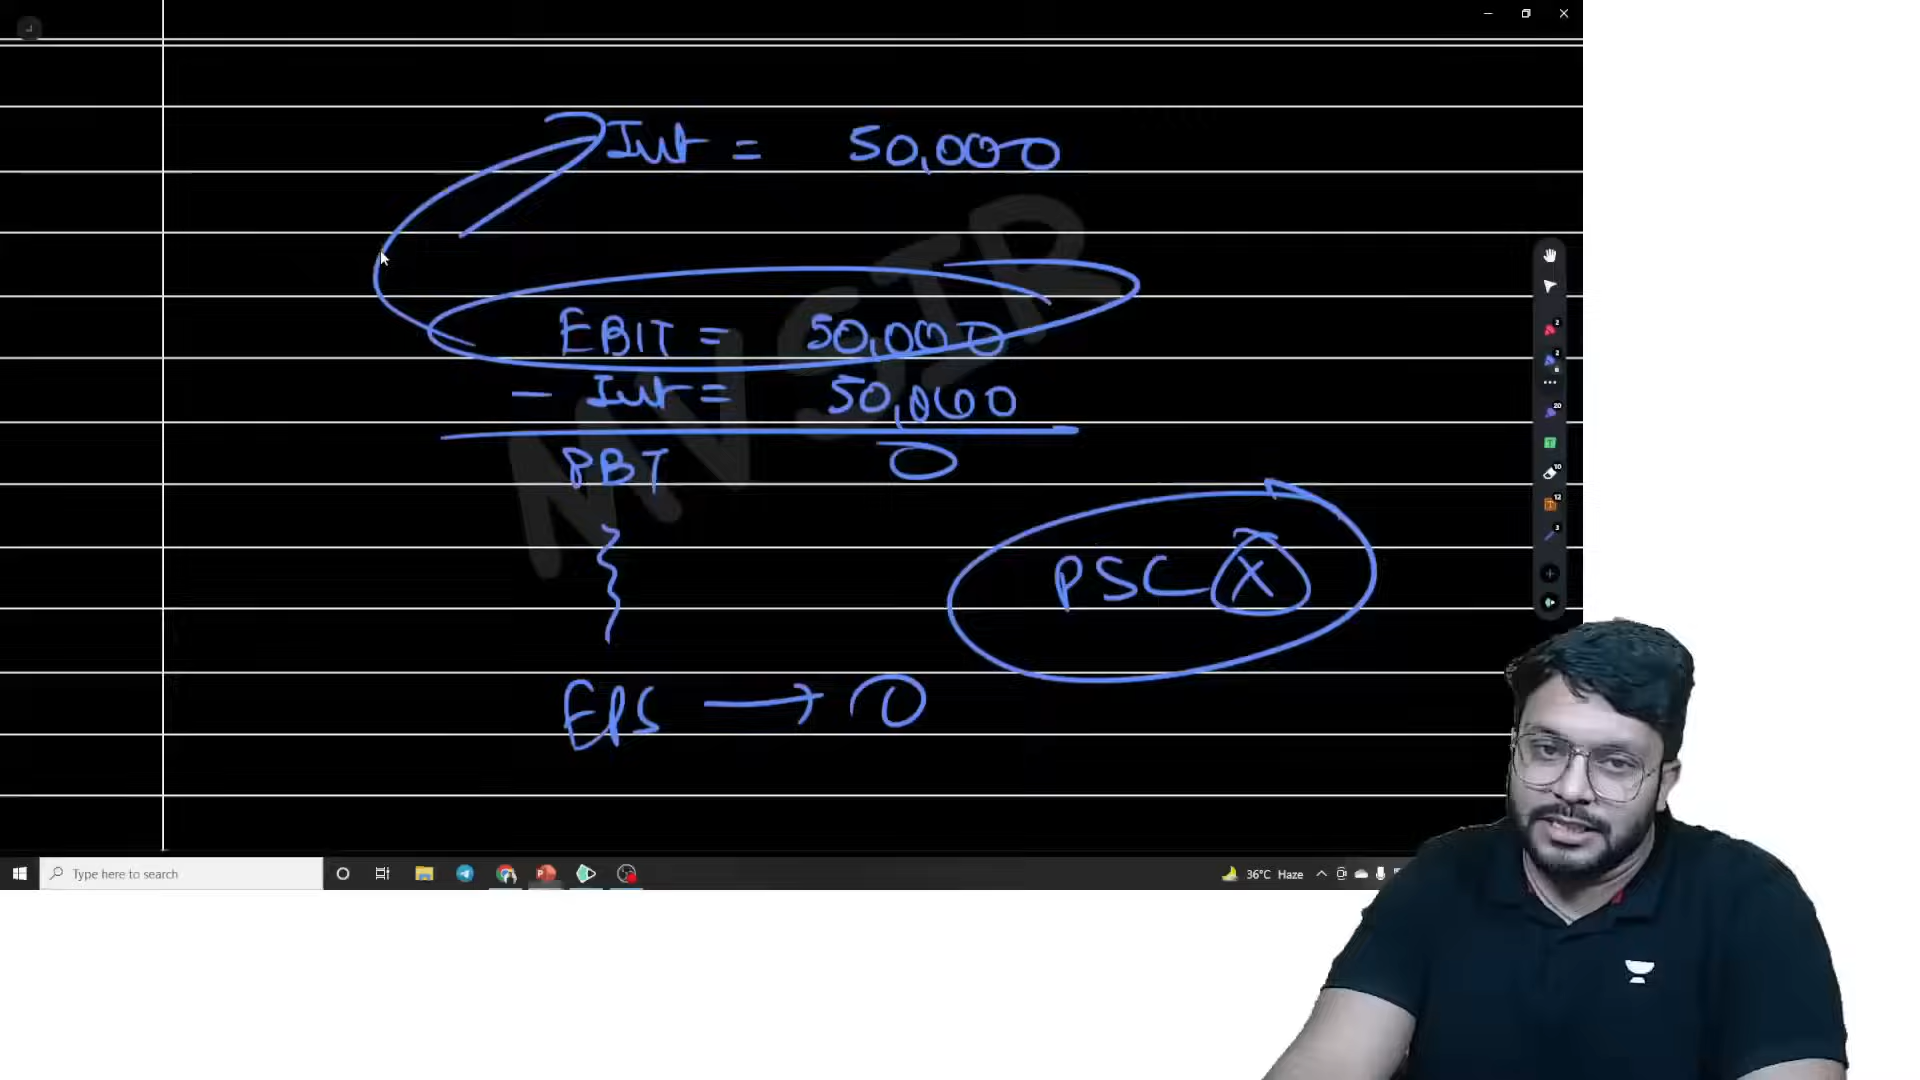 Int = 50,000
MVSIR
EBIT = 50,000
- Int = 50,000
PBT 0
PSC X
EPS → 0
Type here to search
36°C Haze